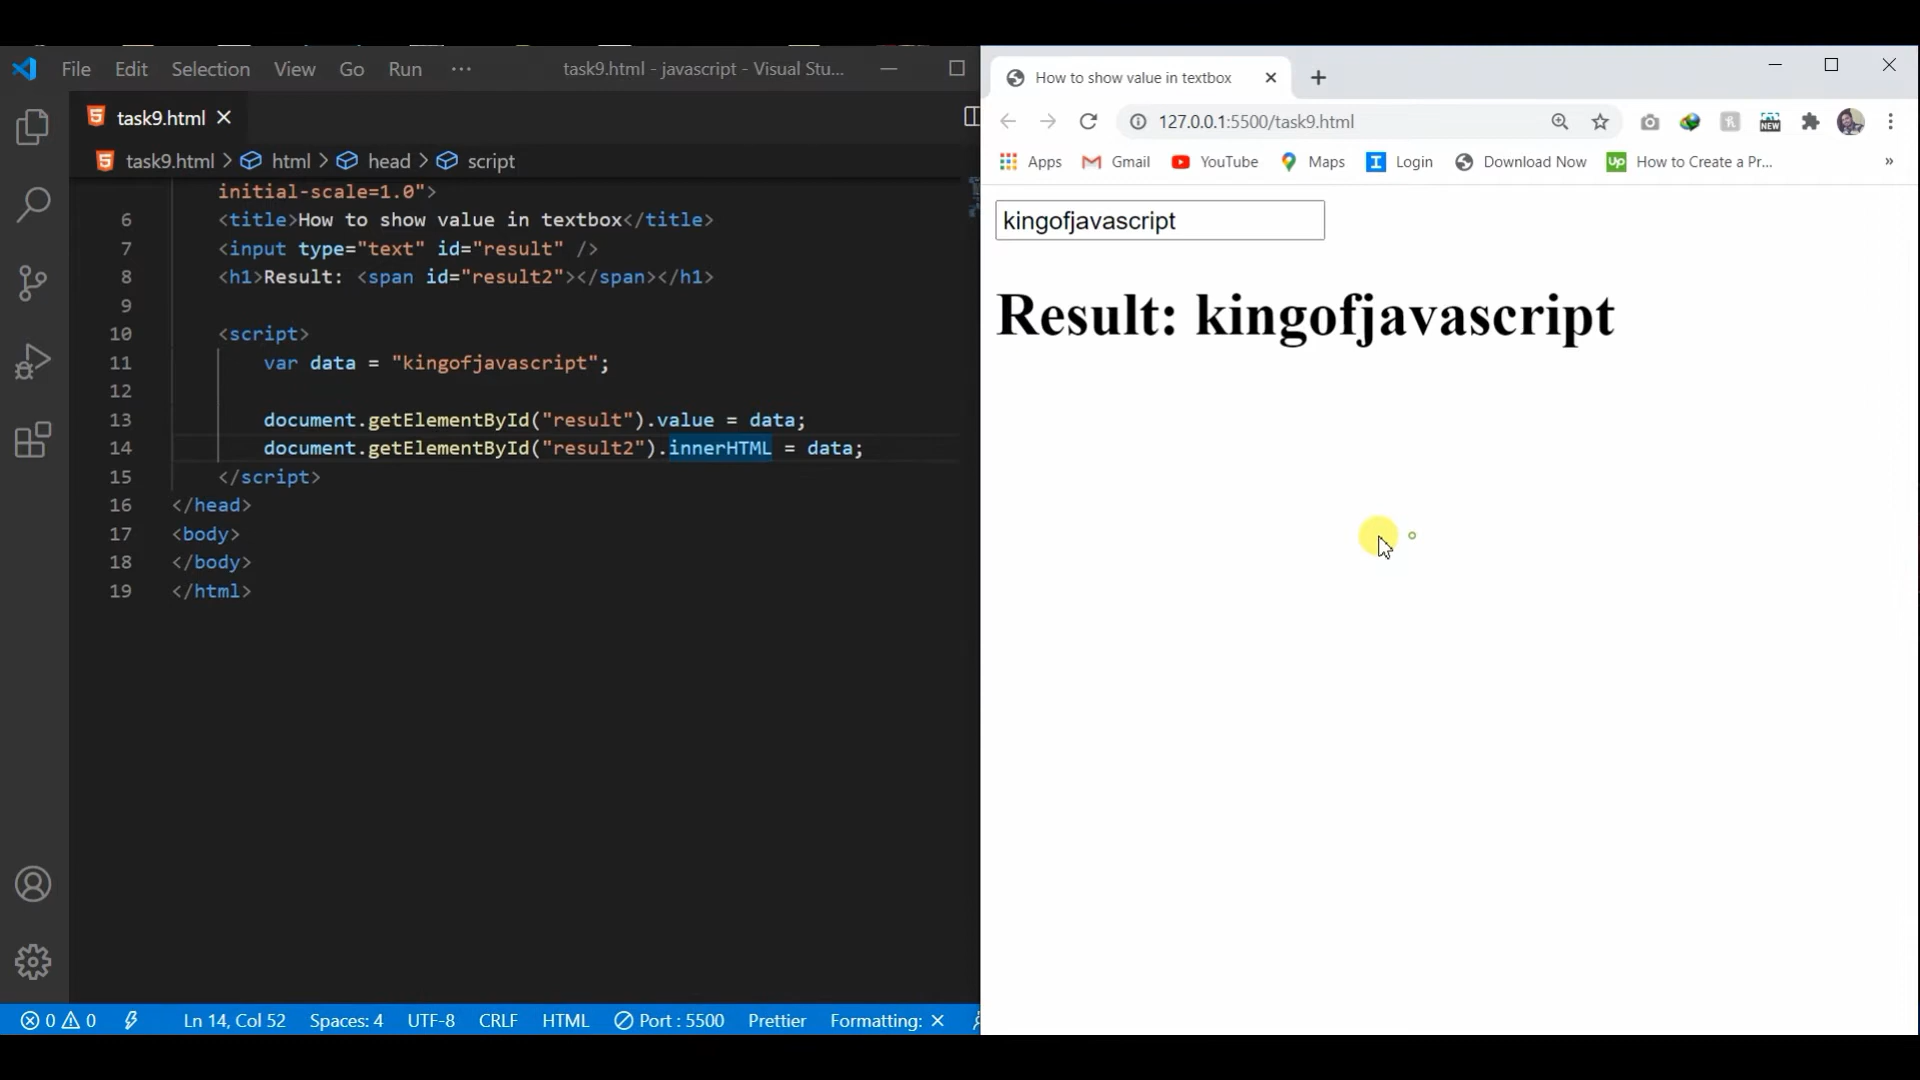 File Edit Selection View Go Run ··· task9.html - javascript - Visual Stu...
task9.html
task9.html > html > head > script
initial-scale=1.0">
6 <title>How to show value in textbox</title>
7 <input type="text" id="result" />
8 <h1>Result: <span id="result2"></span></h1>
9
10 <script>
11 var data = "kingofjavascript";
12
13 document.getElementById("result").value = data;
14 document.getElementById("result2").innerHTML = data;
15 </script>
16 </head>
17 <body>
18 </body>
19 </html>
0 0 Ln 14, Col 52 Spaces: 4 UTF-8 CRLF HTML Port : 5500 Prettier Formatting: ×
How to show value in textbox
127.0.0.1:5500/task9.html
NEW
Apps Gmail YouTube Maps Login Download Now up How to Create a Pr... »
kingofjavascript
Result: kingofjavascript